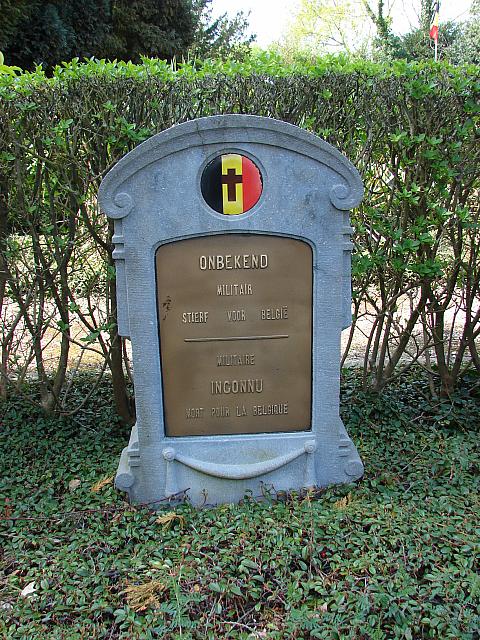 ONBEKEND
MILITAIR
STIERF VOOR BELGIË
MILITAIRE
INCONNU
MORT POUR LA BELGIQUE